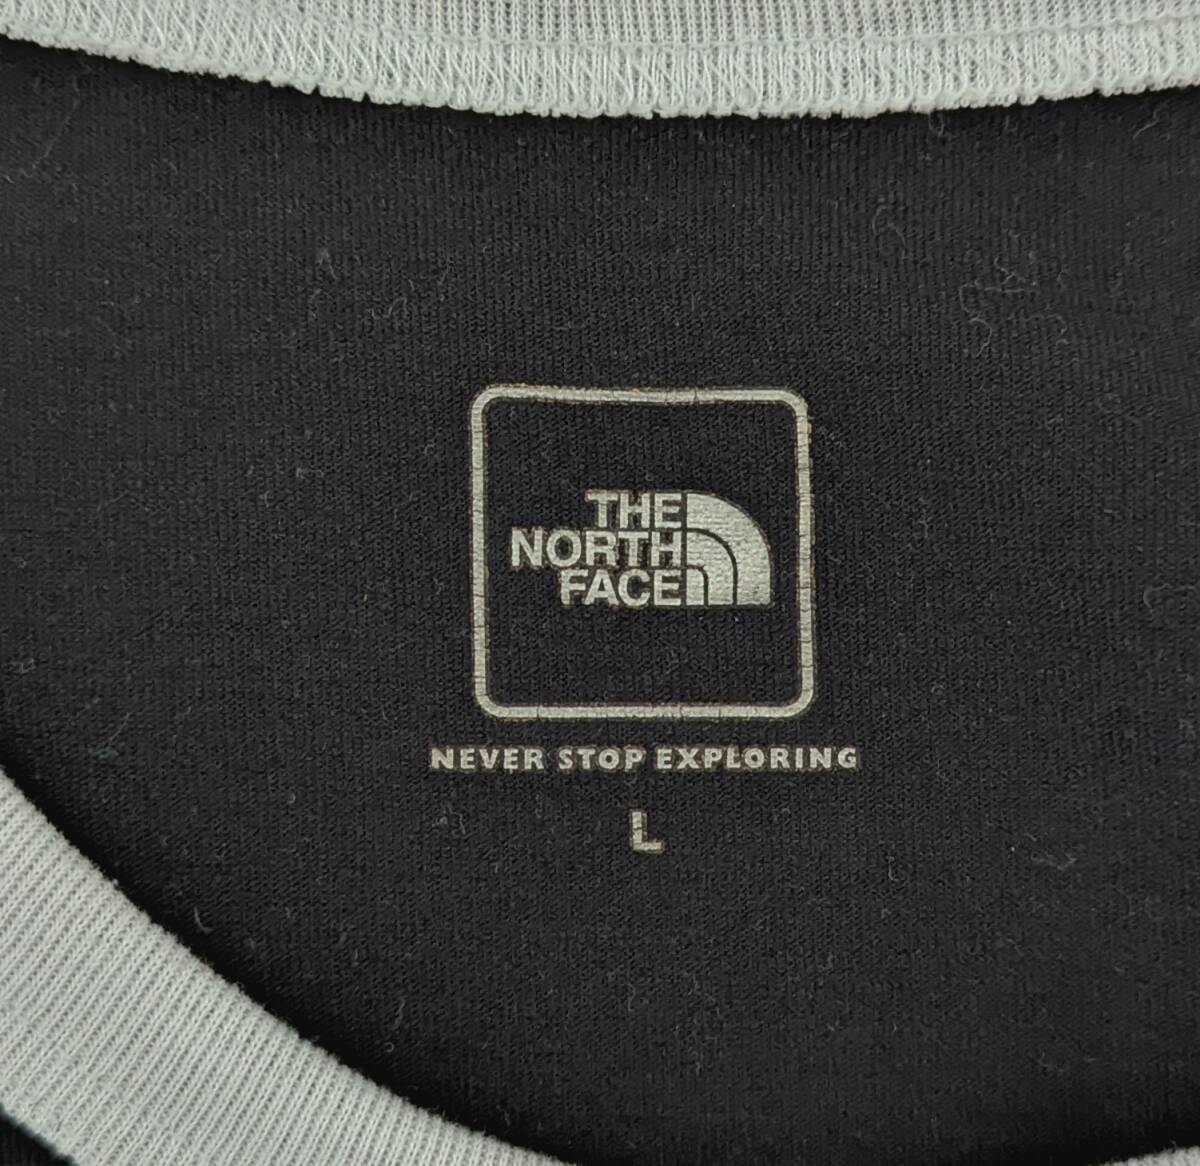 THE
NORTH
FACE
NEVER STOP EXPLORING
L